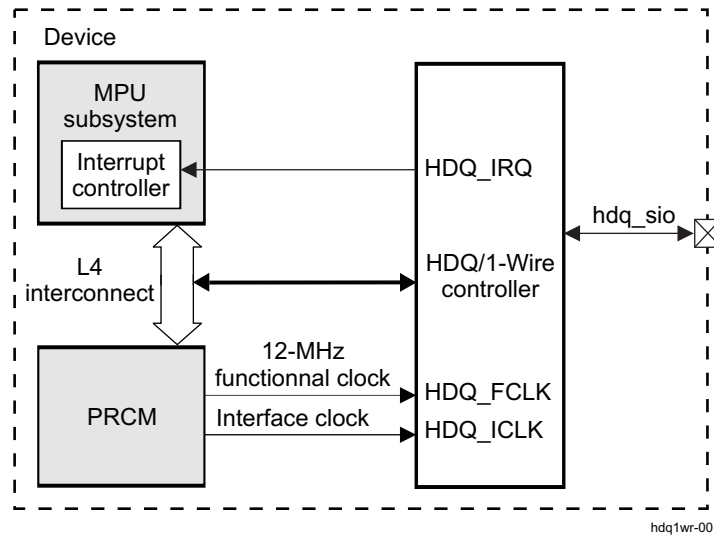 Device
MPU
subsystem
Interrupt
controller
HDQ_IRQ
hdq_sio
L4
interconnect
HDQ/1-Wire
controller
12-MHz
functionnal clock
HDQ_FCLK
PRCM
Interface clock
HDQ_ICLK
hdq1wr-00